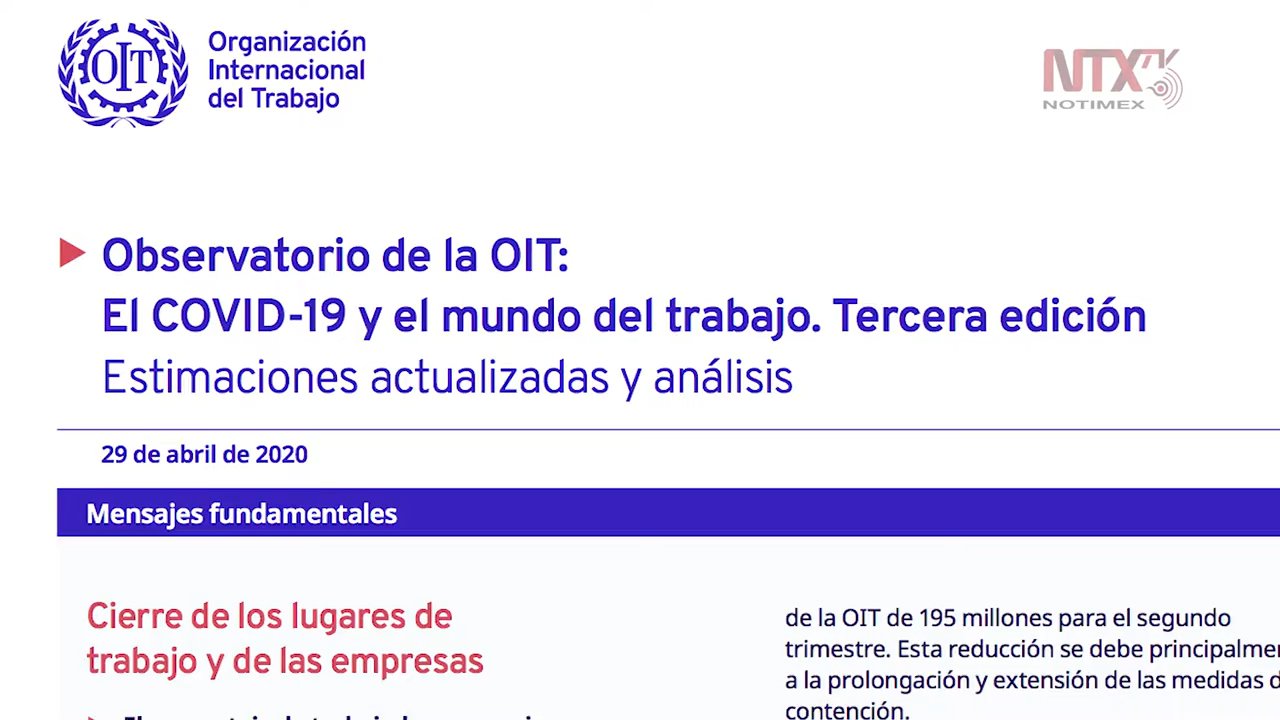 OIT
Organización
Internacional
del Trabajo
NTX
NOTIMEX
Observatorio de la OIT:
El COVID-19 y el mundo del trabajo. Tercera edición
Estimaciones actualizadas y análisis
29 de abril de 2020
Mensajes fundamentales
Cierre de los lugares de
trabajo y de las empresas
de la OIT de 195 millones para el segundo
trimestre. Esta reducción se debe
a la prolongación y extensión de las medidas
contención.